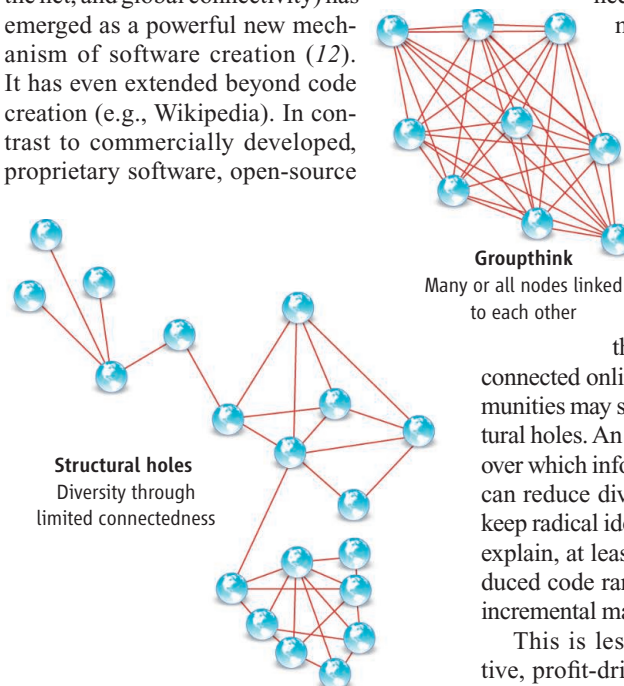 the net, and global connectivity) has
emerged as a powerful new mech-
anism of software creation (12).
It has even extended beyond code
creation (e.g., Wikipedia). In con-
trast to commercially developed,
proprietary software, open-source
Groupthink
Many or all nodes linked
to each other
Structural holes
Diversity through
limited connectedness
connected onli
munities may s
tural holes. An
over which info
can reduce div
keep radical ide
explain, at leas
duced code ran
incremental ma
This is les
tive, profit-dri